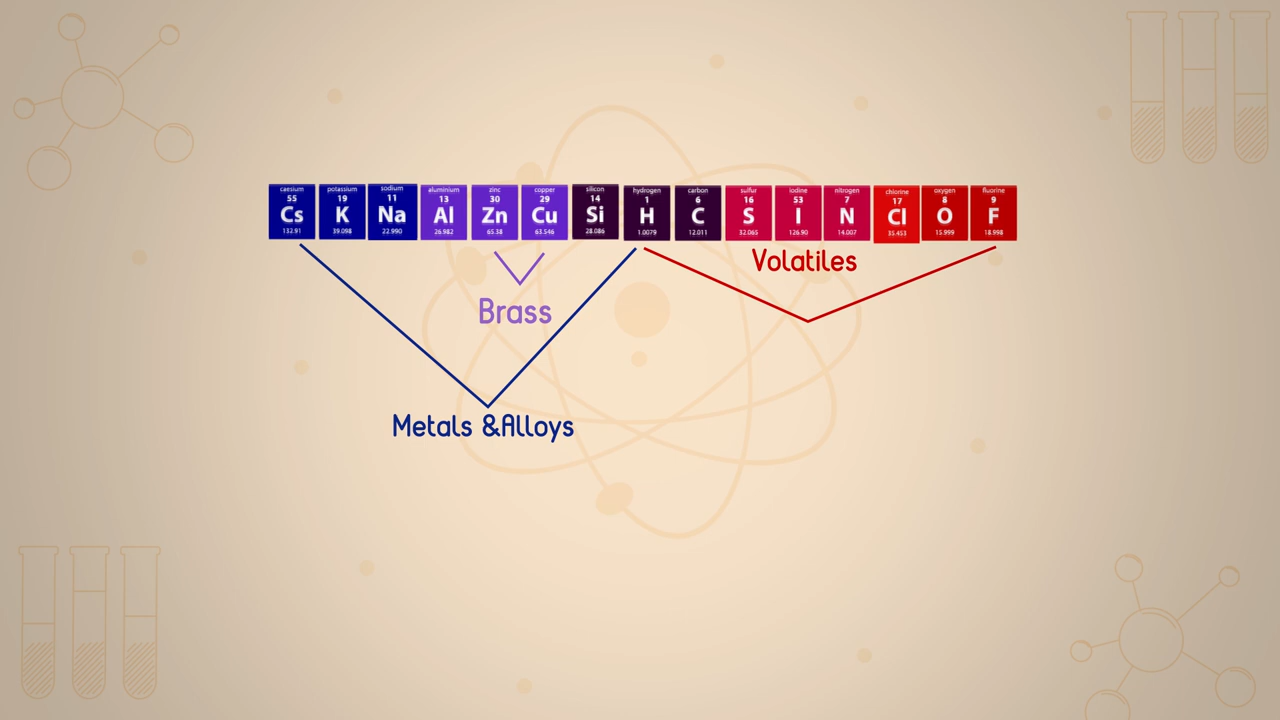 caesium potassium sodium aluminium zinc copper silicon hydrogen carbon sulfur iodine nitrogen chlorine oxygen fluorine
55 19 11 13 30 29 14 1 6 16 53 7 17 8 9
Cs K Na Al Zn Cu Si H C S I N Cl O F
132.91 39.098 22.990 26.982 65.38 63.546 28.086 1.0079 12.011 32.065 126.90 14.007 35.453 15.999 18.998
Volatiles
Brass
Metals &Alloys